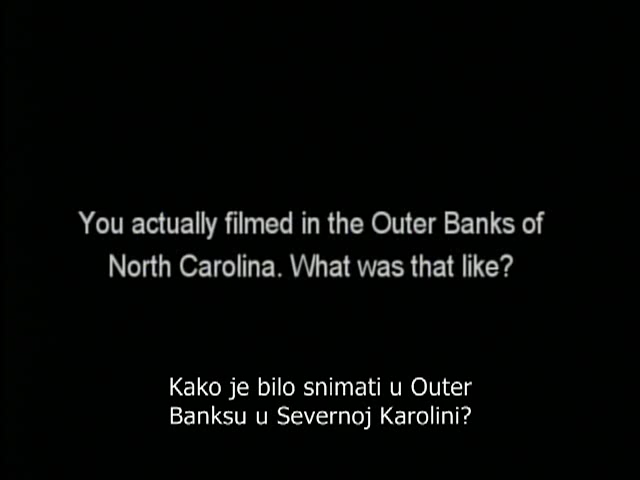 You actually filmed in the Outer Banks of
North Carolina. What was that like?
Kako je bilo snimati u Outer
Banksu u Severnoj Karolini?